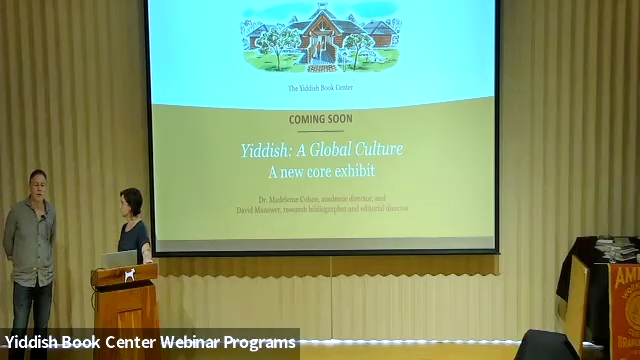 The Yiddish Book Center
COMING SOON
Yiddish: A Global Culture
A new core exhibit
Dr. Madeleine Cohen, academic director, and
David Mazower, research bibliographer and editorial director
Yiddish Book Center Webinar Programs